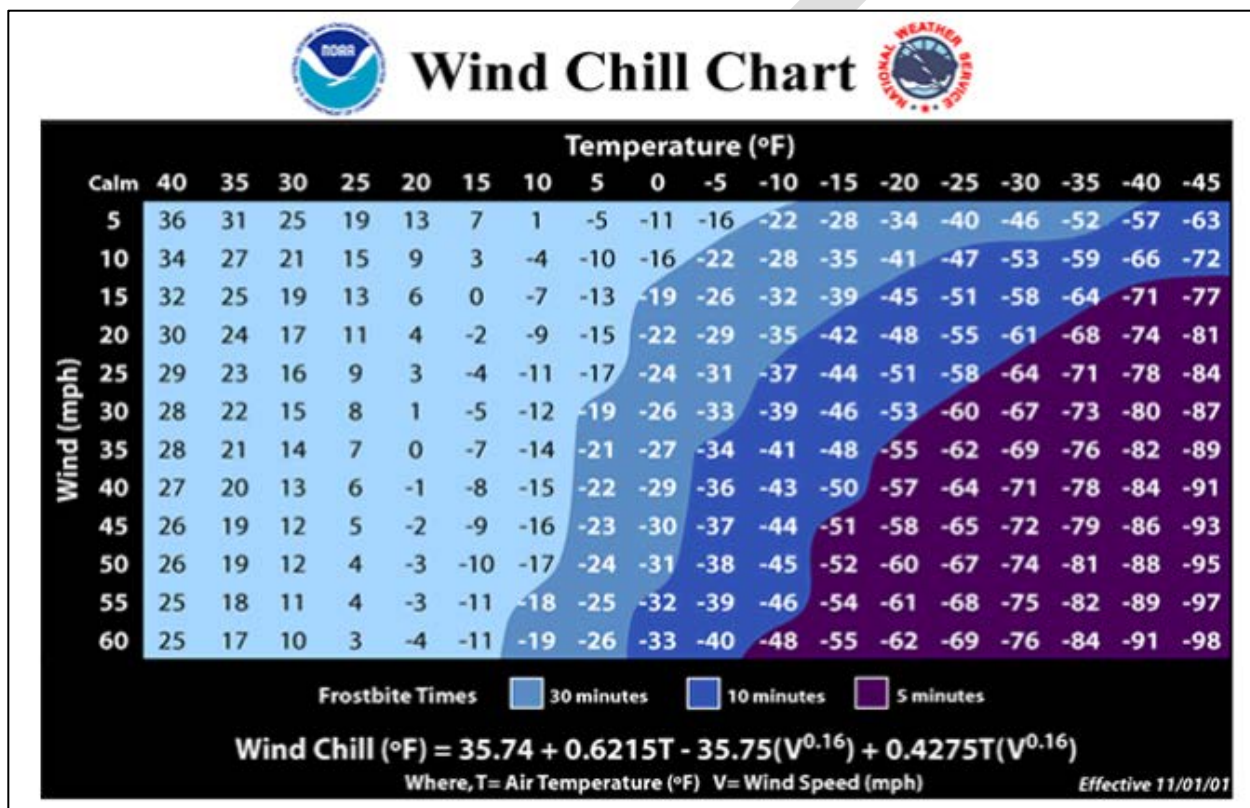 NOAA
Wind Chill Chart
NATIONAL WEATHER SERVICE
Temperature (ºF)
Calm 40 35 30 25 20 15 10 5 0 -5 -10 -15 -20 -25 -30 -35 -40 -45
Wind (mph)
5 36 31 25 19 13 7 1 -5 -11 -16 -22 -28 -34 -40 -46 -52 -57 -63
10 34 27 21 15 9 3 -4 -10 -16 -22 -28 -35 -41 -47 -53 -59 -66 -72
15 32 25 19 13 6 0 -7 -13 -19 -26 -32 -39 -45 -51 -58 -64 -71 -77
20 30 24 17 11 4 -2 -9 -15 -22 -29 -35 -42 -48 -55 -61 -68 -74 -81
25 29 23 16 9 3 -4 -11 -17 -24 -31 -37 -44 -51 -58 -64 -71 -78 -84
30 28 22 15 8 1 -5 -12 -19 -26 -33 -39 -46 -53 -60 -67 -73 -80 -87
35 28 21 14 7 0 -7 -14 -21 -27 -34 -41 -48 -55 -62 -69 -76 -82 -89
40 27 20 13 6 -1 -8 -15 -22 -29 -36 -43 -50 -57 -64 -71 -78 -84 -91
45 26 19 12 5 -2 -9 -16 -23 -30 -37 -44 -51 -58 -65 -72 -79 -86 -93
50 26 19 12 4 -3 -10 -17 -24 -31 -38 -45 -52 -60 -67 -74 -81 -88 -95
55 25 18 11 4 -3 -11 -18 -25 -32 -39 -46 -54 -61 -68 -75 -82 -89 -97
60 25 17 10 3 -4 -11 -19 -26 -33 -40 -48 -55 -62 -69 -76 -84 -91 -98
Frostbite Times 30 minutes 10 minutes 5 minutes
Wind Chill (ºF) = 35.74 + 0.6215T - 35.75(V^0.16) + 0.4275T(V^0.16)
Where, T= Air Temperature (ºF) V= Wind Speed (mph)
Effective 11/01/01